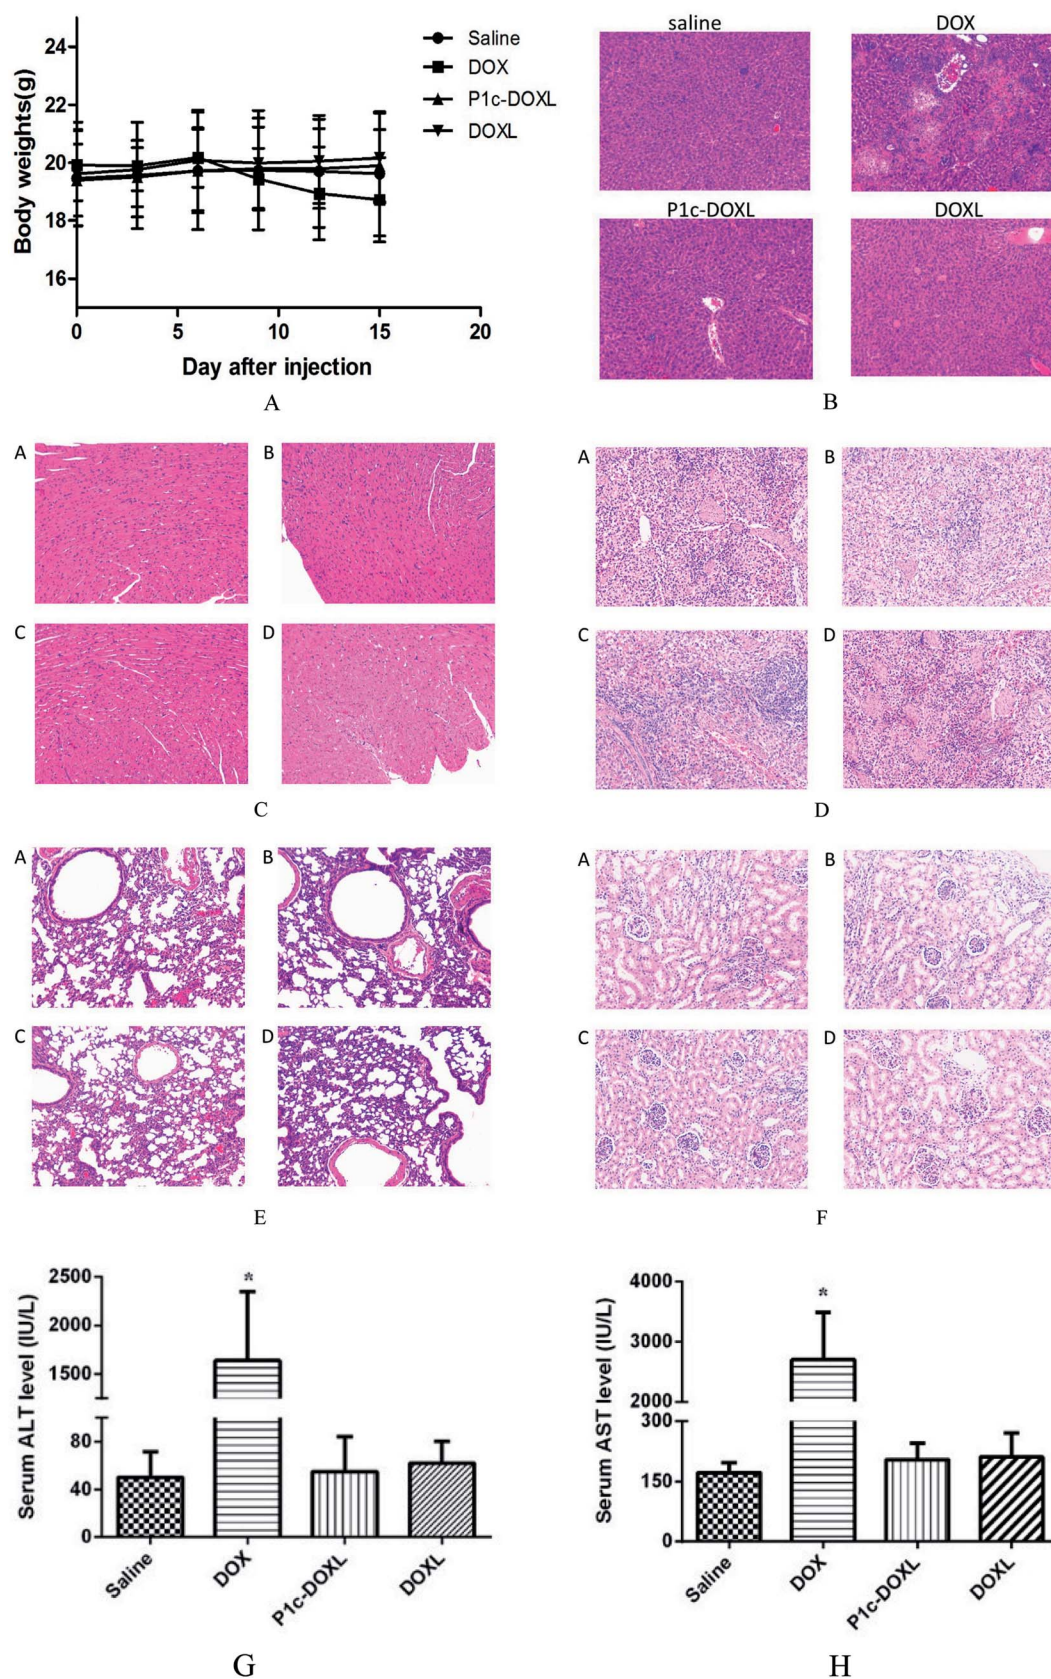 24
22
20
18
16
Body weights(g)
0
5
10
15
20
Day after injection
Saline
DOX
P1c-DOXL
DOXL
A
saline
DOX
P1c-DOXL
DOXL
B
A
B
C
D
C
A
B
C
D
D
A
B
C
D
E
A
B
C
D
F
Serum ALT level (IU/L)
2500
2000
1500
80
40
0
*
Saline
DOX
P1c-DOXL
DOXL
G
Serum AST level (IU/L)
4000
3000
2000
300
150
0
*
Saline
DOX
P1c-DOXL
DOXL
H